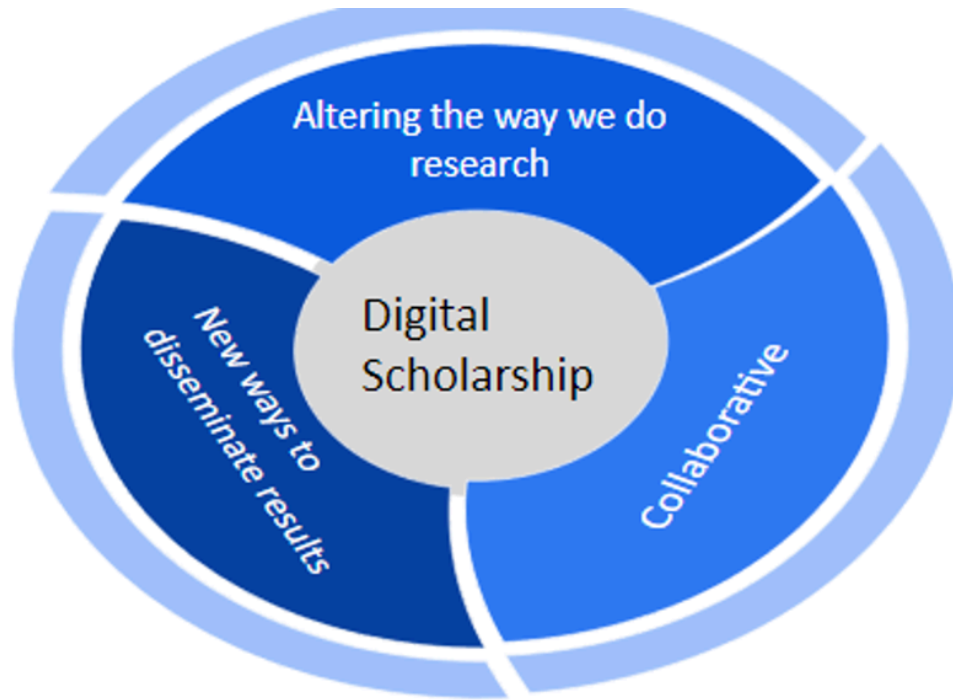 Altering the way we do
research
Digital
Scholarship
New ways to
disseminate results
Collaborative